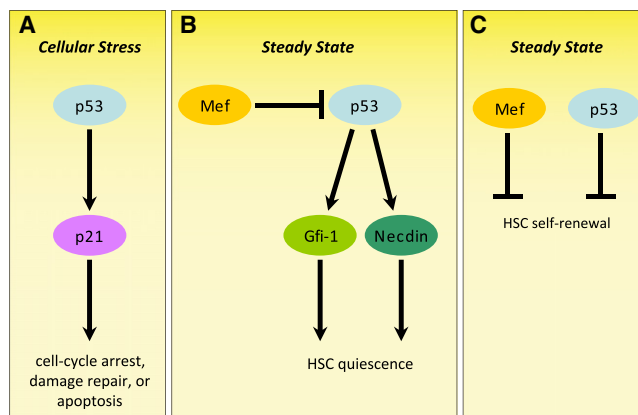 A
Cellular Stress
p53
p21
cell-cycle arrest,
damage repair, or
apoptosis
B
Steady State
Mef
p53
Gfi-1
Necdin
HSC quiescence
C
Steady State
Mef
p53
HSC self-renewal